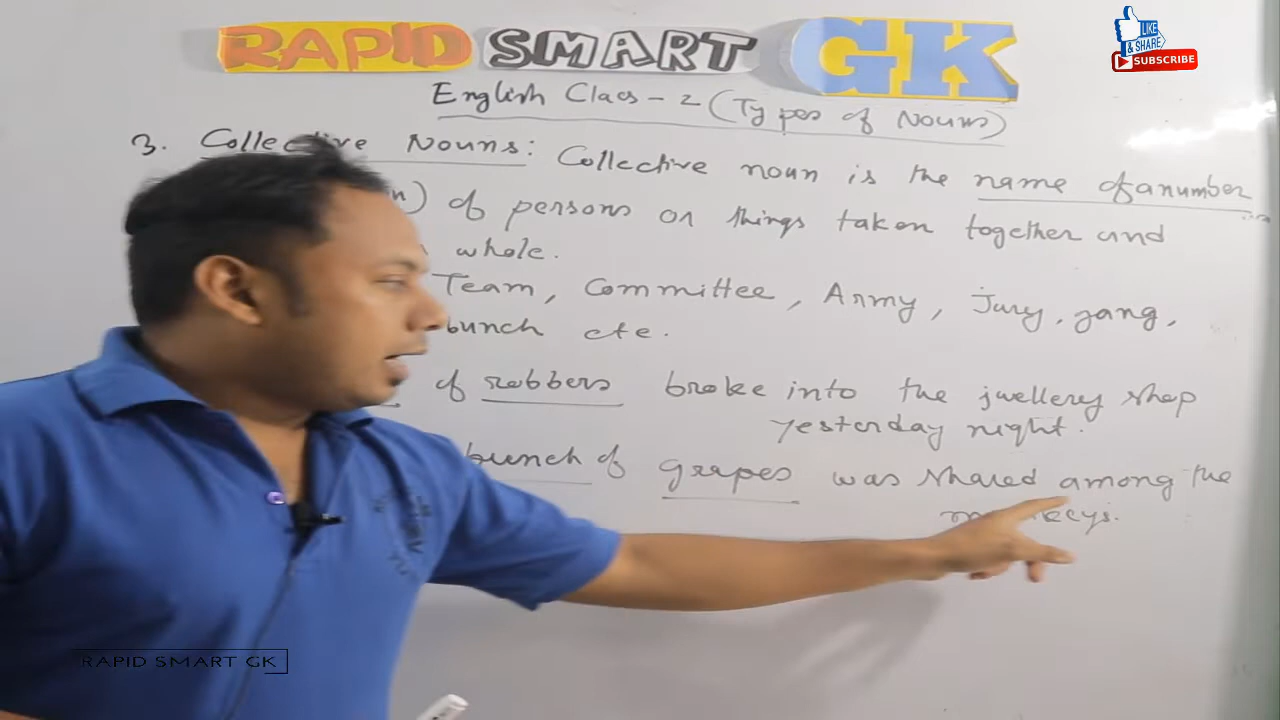 RAPID SMART GK
LIKE
& SHARE
SUBSCRIBE
English Class - 2 (Types of Nouns)
3. Collective Nouns: Collective noun is the name of a number
of persons or things taken together and
whole.
Team, Committee, Army, Jury, gang,
bunch etc.
of robbers broke into the jwellery shop
yesterday night.
bunch of grapes was shared among the
RAPID SMART GK